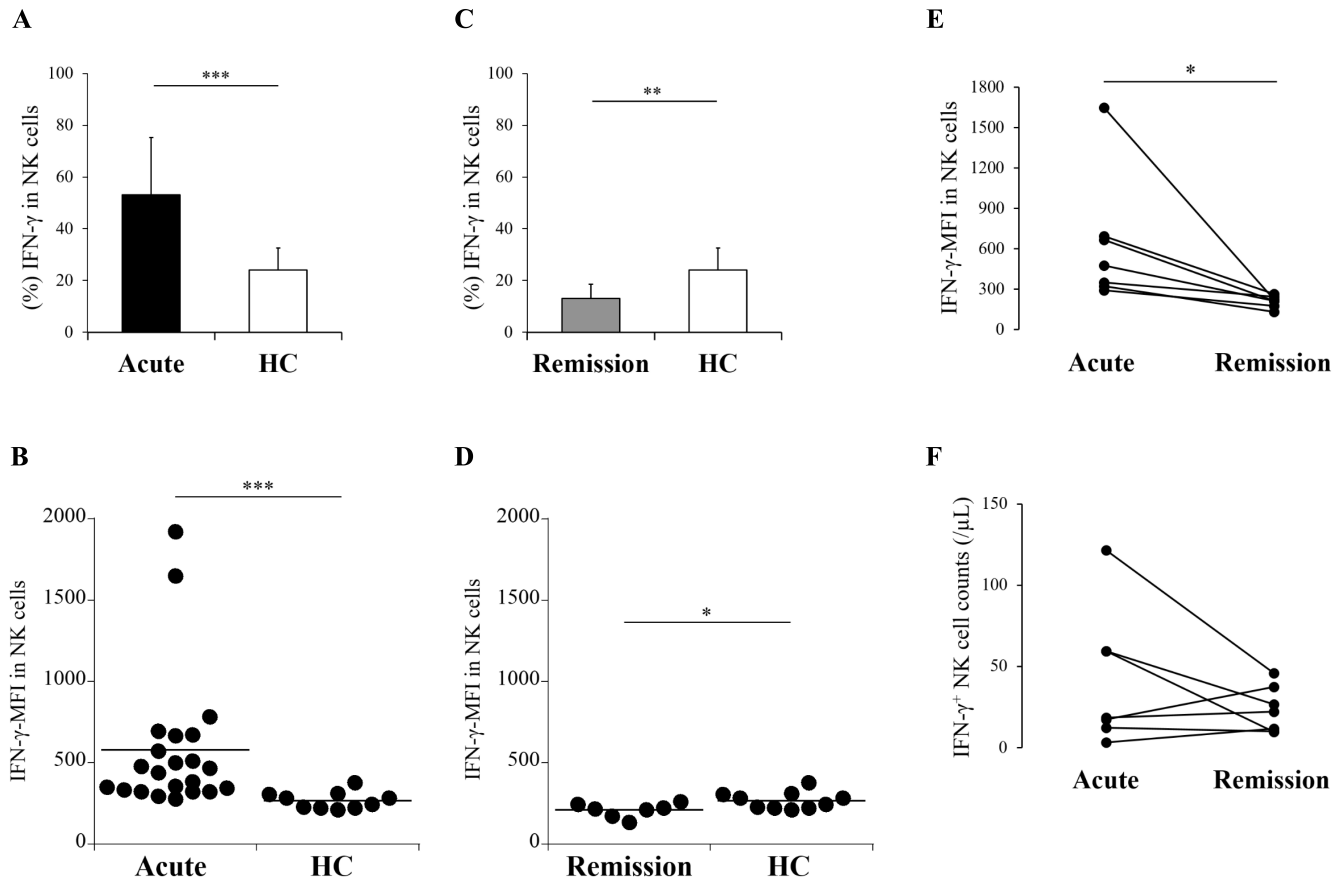 A
(%) IFN-γ in NK cells
100
80
60
40
20
0
***
Acute
HC
C
(%) IFN-γ in NK cells
100
80
60
40
20
0
**
Remission
HC
E
IFN-γ-MFI in NK cells
1800
1500
1200
900
600
300
0
*
Acute
Remission
B
IFN-γ-MFI in NK cells
2000
1500
1000
500
0
***
Acute
HC
D
IFN-γ-MFI in NK cells
2000
1500
1000
500
0
*
Remission
HC
F
IFN-γ⁺ NK cell counts (/μL)
150
100
50
0
Acute
Remission